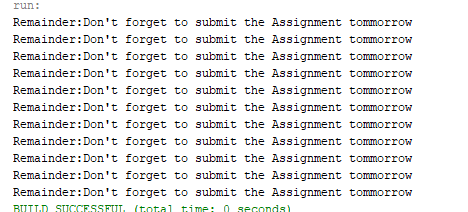 run:
Remainder:Don't forget to submit the Assignment tommorrow
Remainder:Don't forget to submit the Assignment tommorrow
Remainder:Don't forget to submit the Assignment tommorrow
Remainder:Don't forget to submit the Assignment tommorrow
Remainder:Don't forget to submit the Assignment tommorrow
Remainder:Don't forget to submit the Assignment tommorrow
Remainder:Don't forget to submit the Assignment tommorrow
Remainder:Don't forget to submit the Assignment tommorrow
Remainder:Don't forget to submit the Assignment tommorrow
Remainder:Don't forget to submit the Assignment tommorrow
Remainder:Don't forget to submit the Assignment tommorrow
BUILD SUCCESSFUL (total time: 0 seconds)